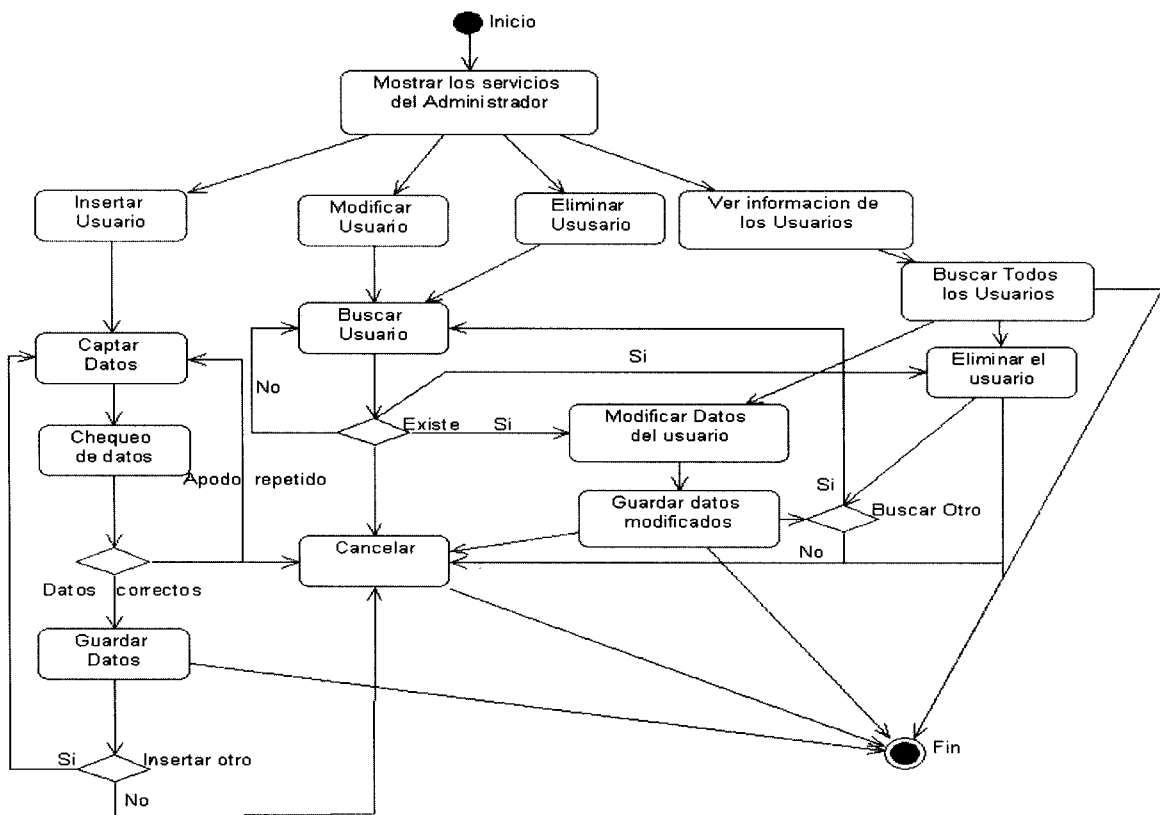 Inicio
Mostrar los servicios
del Administrador
Insertar
Usuario
Modificar
Usuario
Eliminar
Ususario
Ver informacion de
los Usuarios
Buscar Todos
los Usuarios
Buscar
Usuario
Captar
Datos
Si
Eliminar el
usuario
No
Existe Si
Modificar Datos
del usuario
Chequeo
de datos
Apodo repetido
Si
Guardar datos
modificados
Buscar Otro
Cancelar
No
Datos correctos
Guardar
Datos
Fin
Si
Insertar otro
No